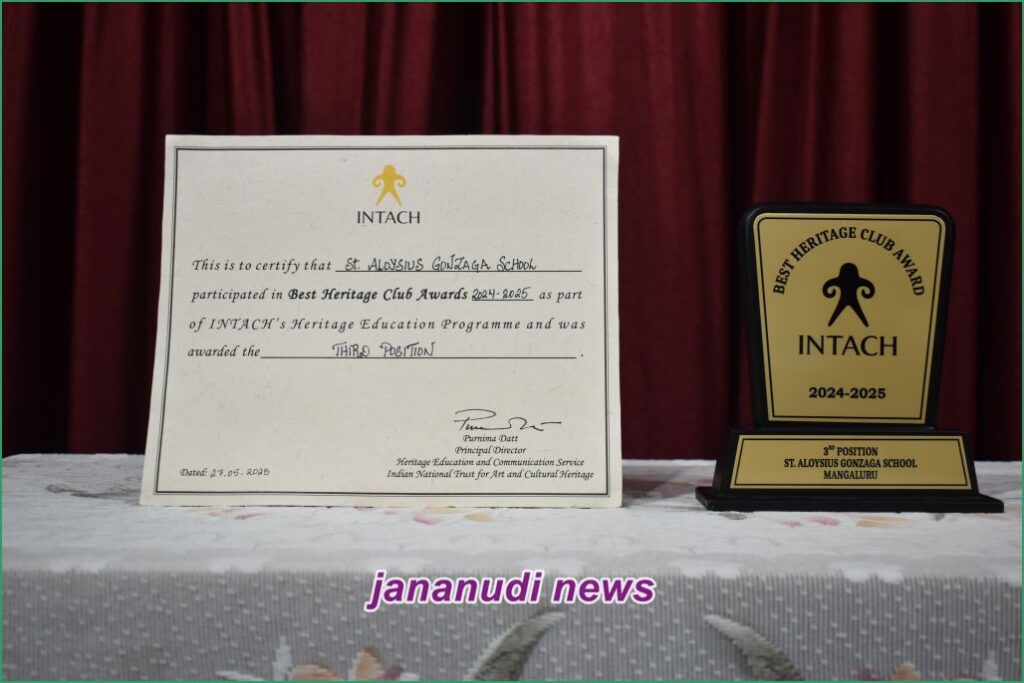 INTACH
This is to certify that St. Aloysius Gonzaga School
participated in Best Heritage Club Awards 2024-2025 as part
of INTACH's Heritage Education Programme and was
awarded the Third Position.
Purnima Datt
Principal Director
Heritage Education and Communication Service
Dated: 27.05.2025
Indian National Trust for Art and Cultural Heritage
BEST HERITAGE CLUB AWARD
INTACH
2024-2025
3RD POSITION
ST. ALOYSIUS GONZAGA SCHOOL
MANGALURU
jananudi news